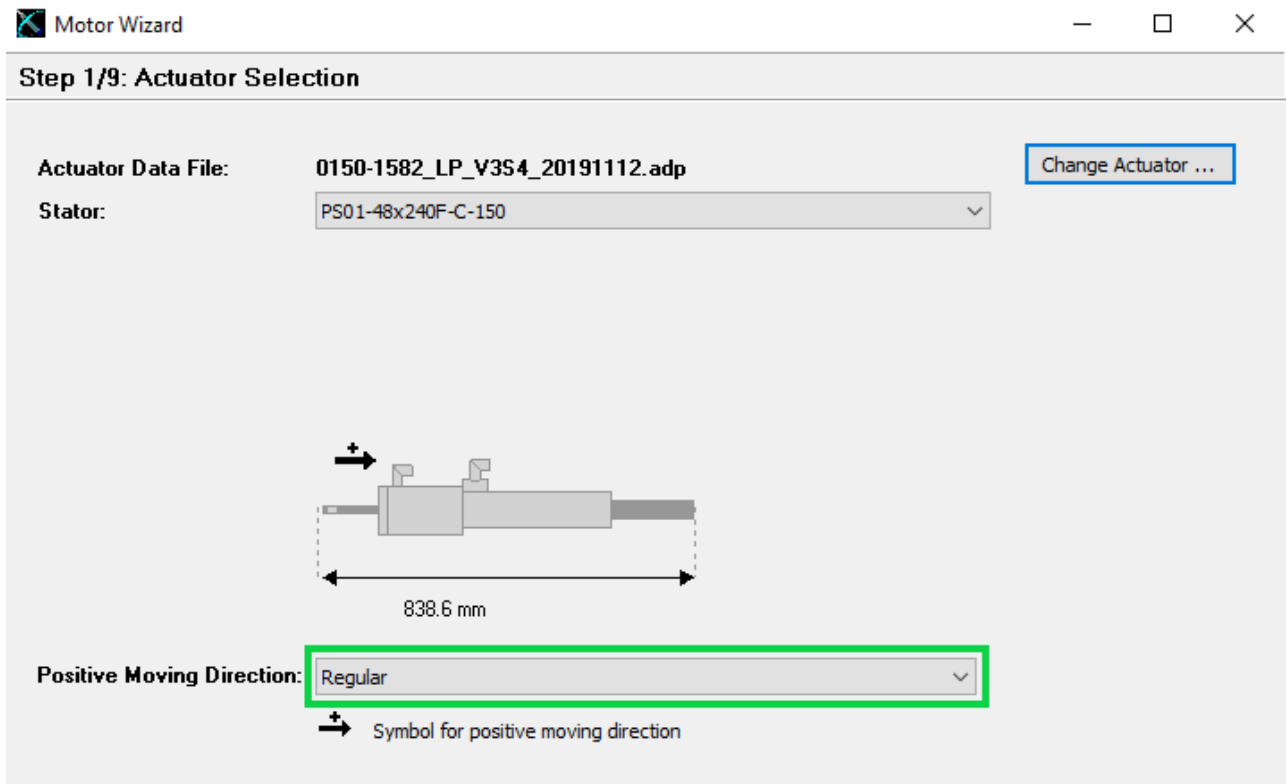 Motor Wizard
Step 1/9: Actuator Selection
Actuator Data File: 0150-1582_LP_V3S4_20191112.adp Change Actuator ...
Stator: PS01-48x240F-C-150
+
838.6 mm
Positive Moving Direction: Regular
+ Symbol for positive moving direction